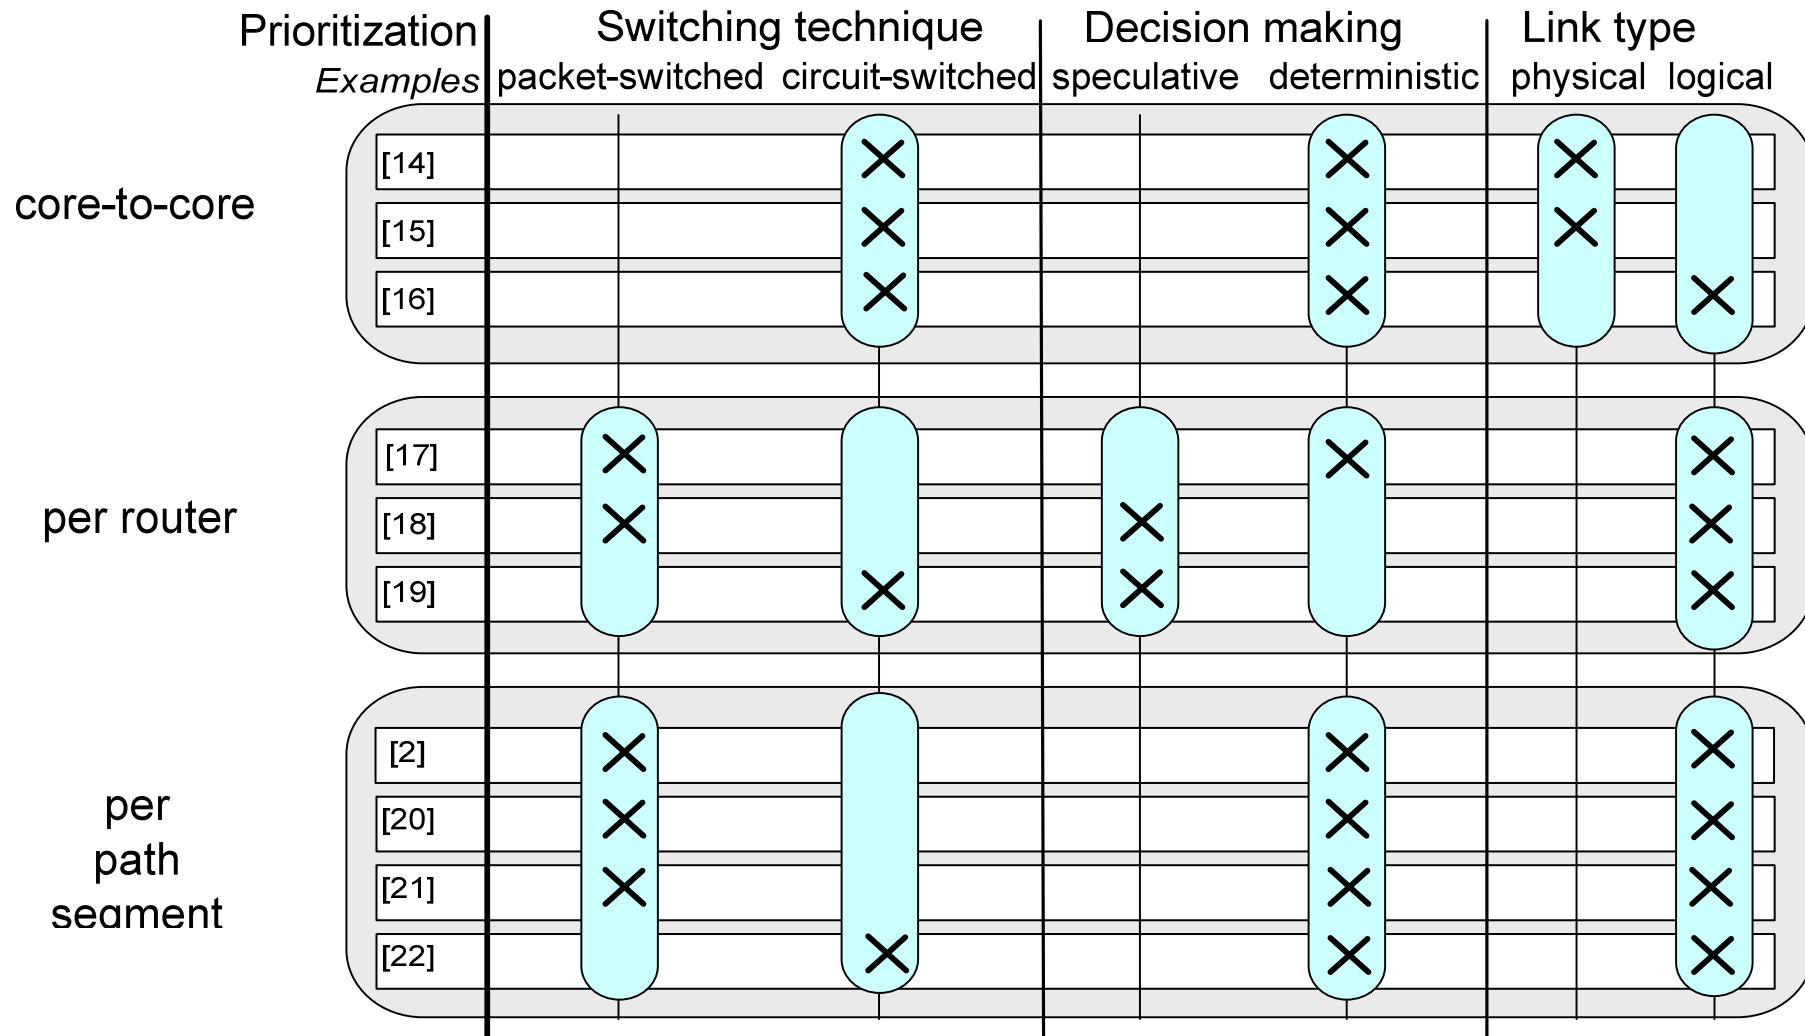 Prioritization Switching technique Decision making Link type
Examples packet-switched circuit-switched speculative deterministic physical logical
core-to-core
[14]
[15]
[16]
per router
[17]
[18]
[19]
per
path
segment
[2]
[20]
[21]
[22]